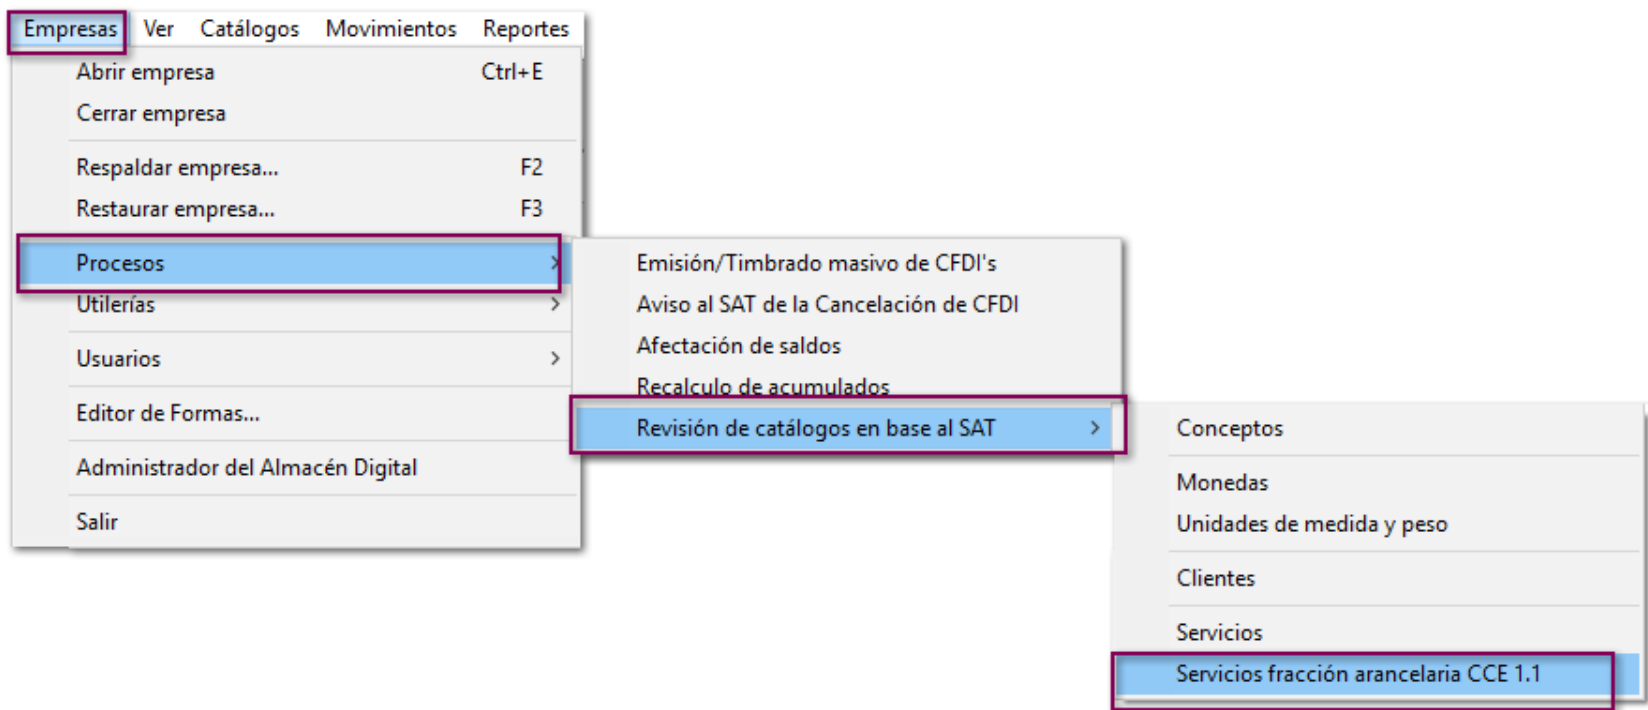 Empresas Ver Catálogos Movimientos Reportes
Abrir empresa Ctrl+E
Cerrar empresa
Respaldar empresa... F2
Restaurar empresa... F3
Procesos
Utilerías
Usuarios
Editor de Formas...
Administrador del Almacén Digital
Salir
Emisión/Timbrado masivo de CFDI's
Aviso al SAT de la Cancelación de CFDI
Afectación de saldos
Recalculo de acumulados
Revisión de catálogos en base al SAT
Conceptos
Monedas
Unidades de medida y peso
Clientes
Servicios
Servicios fracción arancelaria CCE 1.1